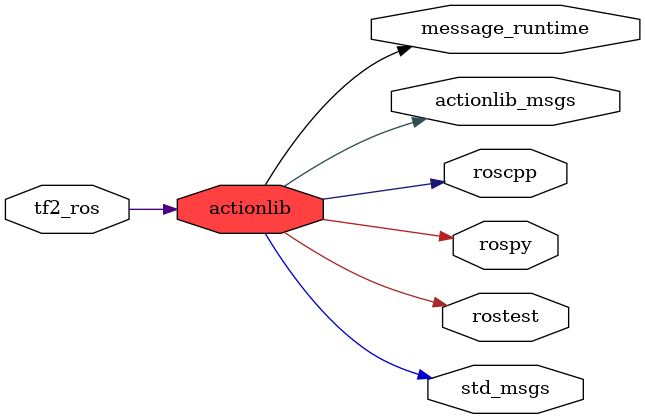 message_runtime
actionlib_msgs
roscpp
tf2_ros
actionlib
rospy
rostest
std_msgs